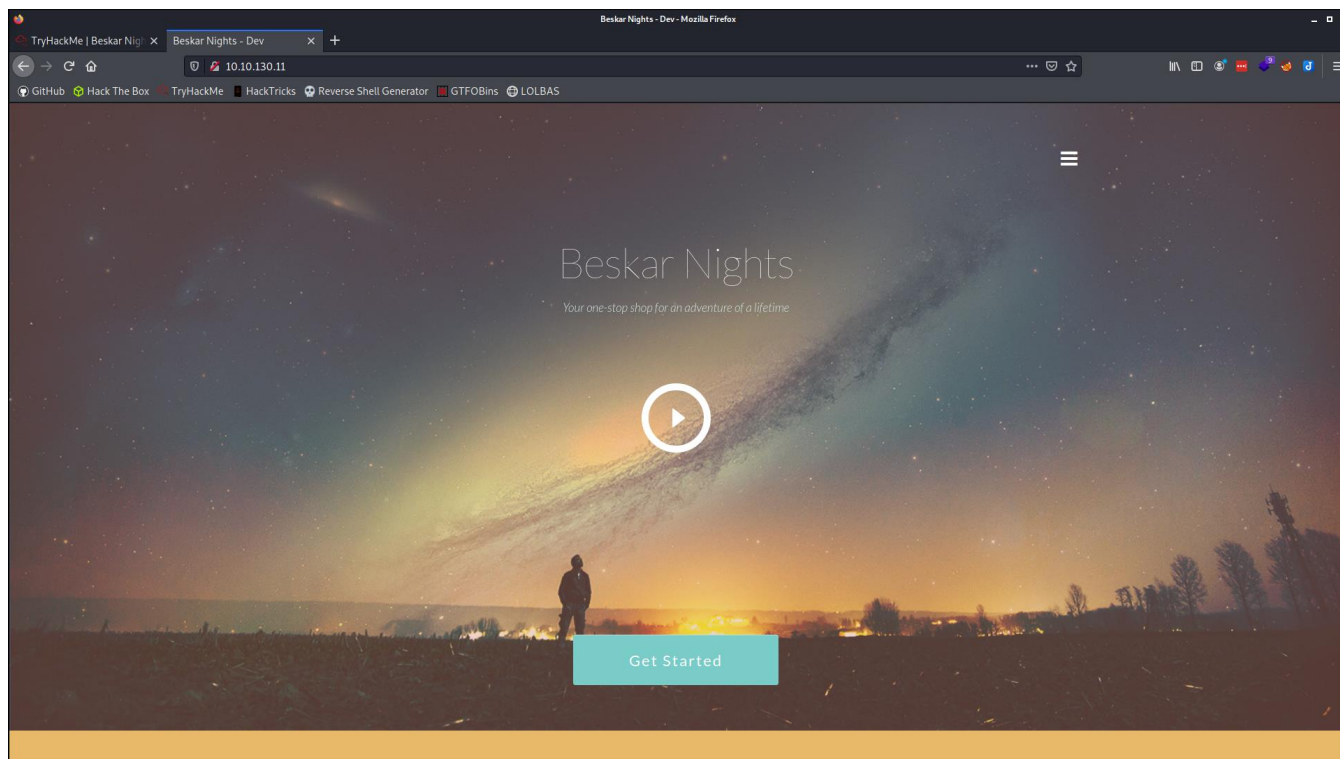 Beskar Nights - Dev - Mozilla Firefox
TryHackMe | Beskar Nigh
Beskar Nights - Dev
10.10.130.11
GitHub Hack The Box TryHackMe HackTricks Reverse Shell Generator GTFOBins LOLBAS
Beskar Nights
Your one-stop shop for an adventure of a lifetime
Get Started